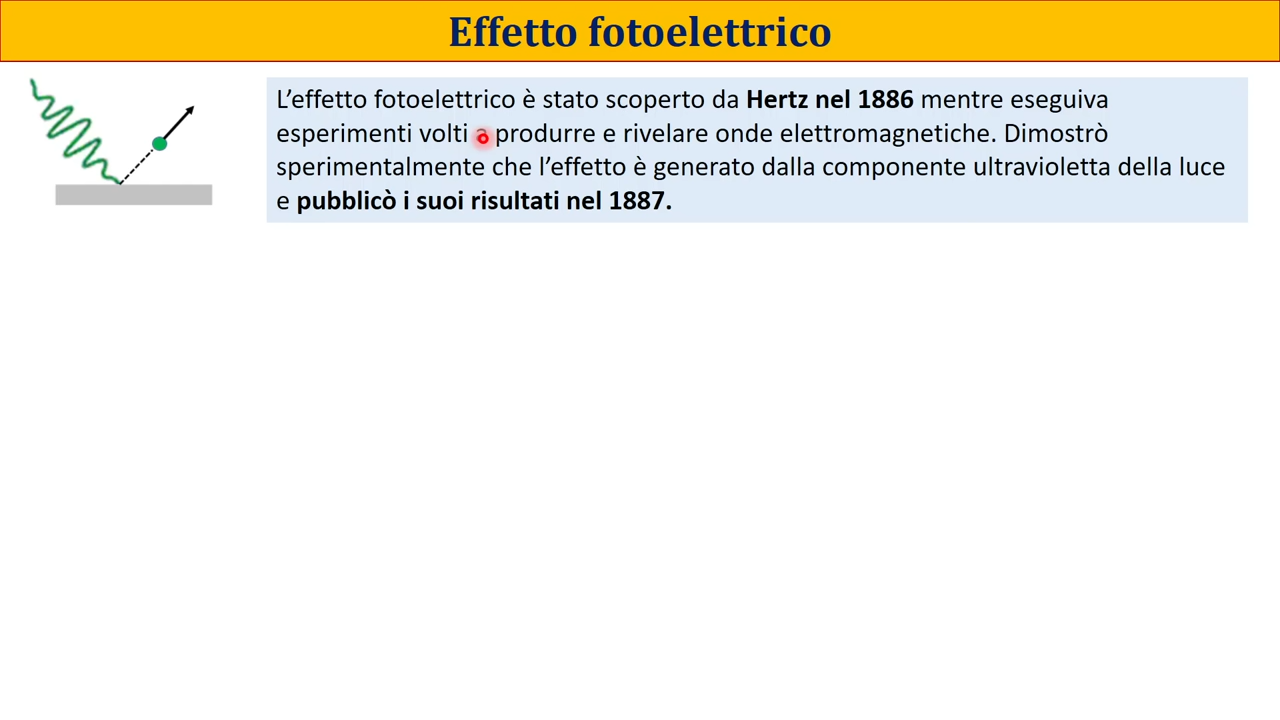 Effetto fotoelettrico
L’effetto fotoelettrico è stato scoperto da Hertz nel 1886 mentre eseguiva
esperimenti volti a produrre e rivelare onde elettromagnetiche. Dimostrò
sperimentalmente che l’effetto è generato dalla componente ultravioletta della luce
e pubblicò i suoi risultati nel 1887.